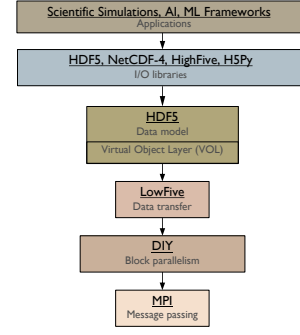 Scientific Simulations, AI, ML Frameworks
Applications
HDF5, NetCDF-4, HighFive, H5Py
I/O libraries
HDF5
Data model
Virtual Object Layer (VOL)
LowFive
Data transfer
DIY
Block parallelism
MPI
Message passing